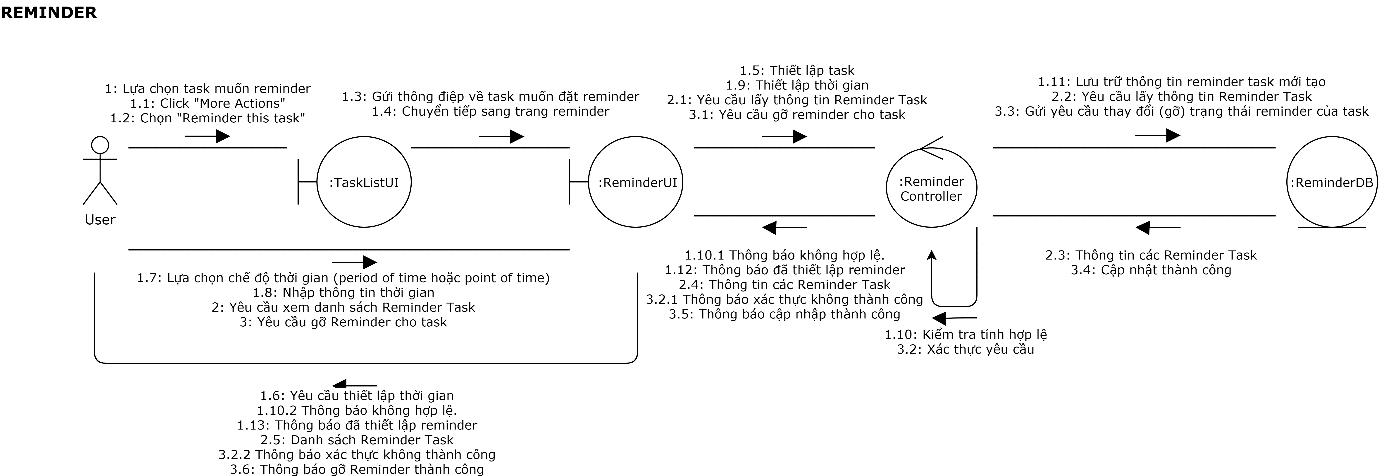 REMINDER
1: Lựa chọn task muốn reminder
1.1: Click "More Actions"
1.2: Chọn "Reminder this task"
1.3: Gửi thông điệp về task muốn đặt reminder
1.4: Chuyển tiếp sang trang reminder
1.5: Thiết lập task
1.9: Thiết lập thời gian
2.1: Yêu cầu lấy thông tin Reminder Task
3.1: Yêu cầu gỡ reminder cho task
1.11: Lưu trữ thông tin reminder task mới tạo
2.2: Yêu cầu lấy thông tin Reminder Task
3.3: Gửi yêu cầu thay đổi (gỡ) trạng thái reminder của task
User
:TaskListUI
:ReminderUI
:Reminder
Controller
:ReminderDB
1.7: Lựa chọn chế độ thời gian (period of time hoặc point of time)
1.8: Nhập thông tin thời gian
2: Yêu cầu xem danh sách Reminder Task
3: Yêu cầu gỡ Reminder cho task
1.10.1 Thông báo không hợp lệ.
1.12: Thông báo đã thiết lập reminder
2.4: Thông tin các Reminder Task
3.2.1 Thông báo xác thực không thành công
3.5: Thông báo cập nhập thành công
2.3: Thông tin các Reminder Task
3.4: Cập nhật thành công
1.10: Kiểm tra tính hợp lệ
3.2: Xác thực yêu cầu
1.6: Yêu cầu thiết lập thời gian
1.10.2 Thông báo không hợp lệ.
1.13: Thông báo đã thiết lập reminder
2.5: Danh sách Reminder Task
3.2.2 Thông báo xác thực không thành công
3.6: Thông báo gỡ Reminder thành công